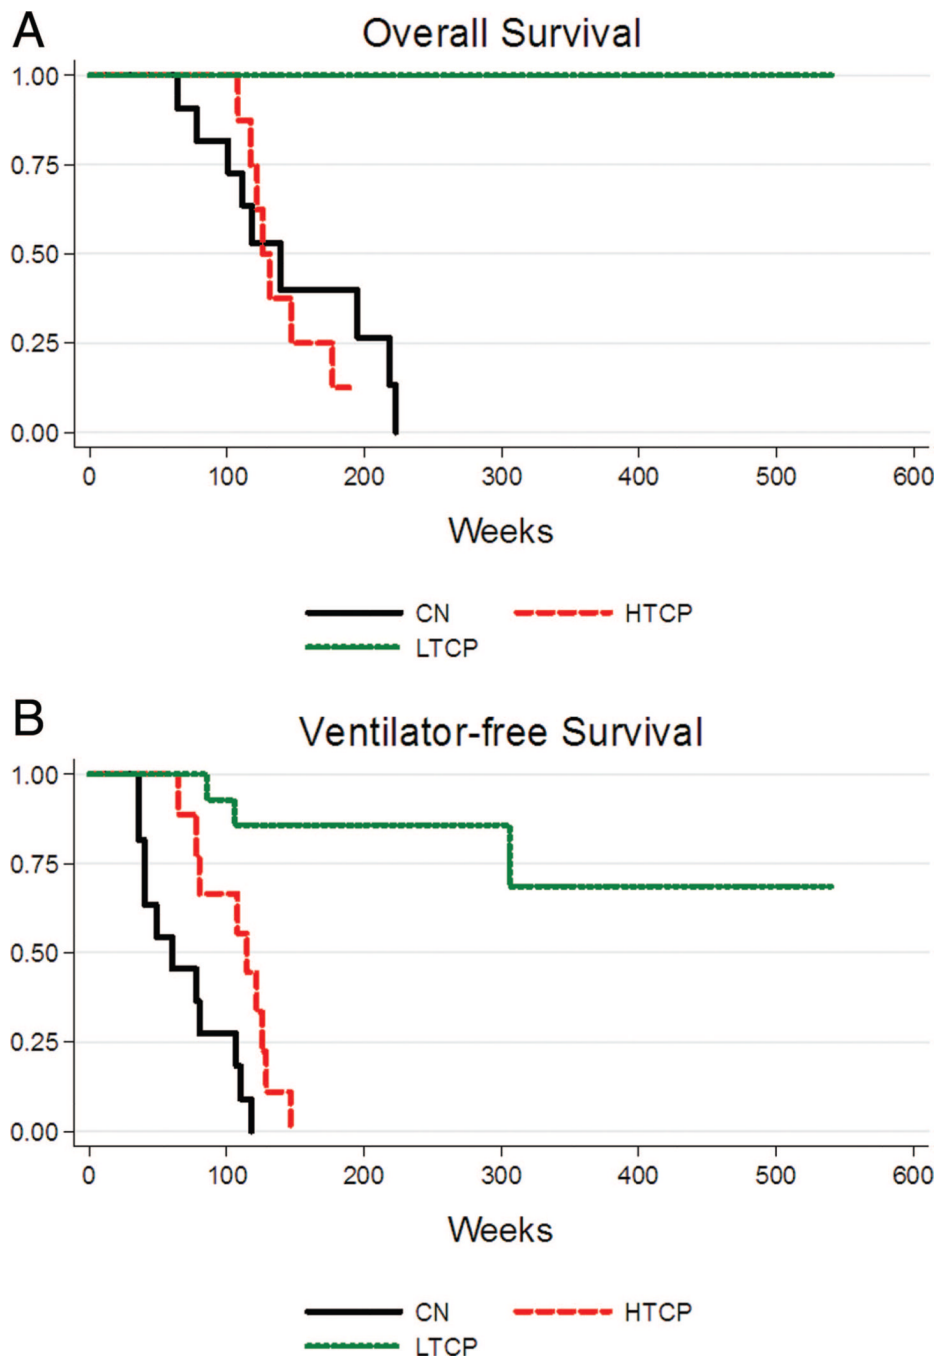 A
Overall Survival
1.00
0.75
0.50
0.25
0.00
0 100 200 300 400 500 600
Weeks
CN HTCP
LTCP
B
Ventilator-free Survival
1.00
0.75
0.50
0.25
0.00
0 100 200 300 400 500 600
Weeks
CN HTCP
LTCP